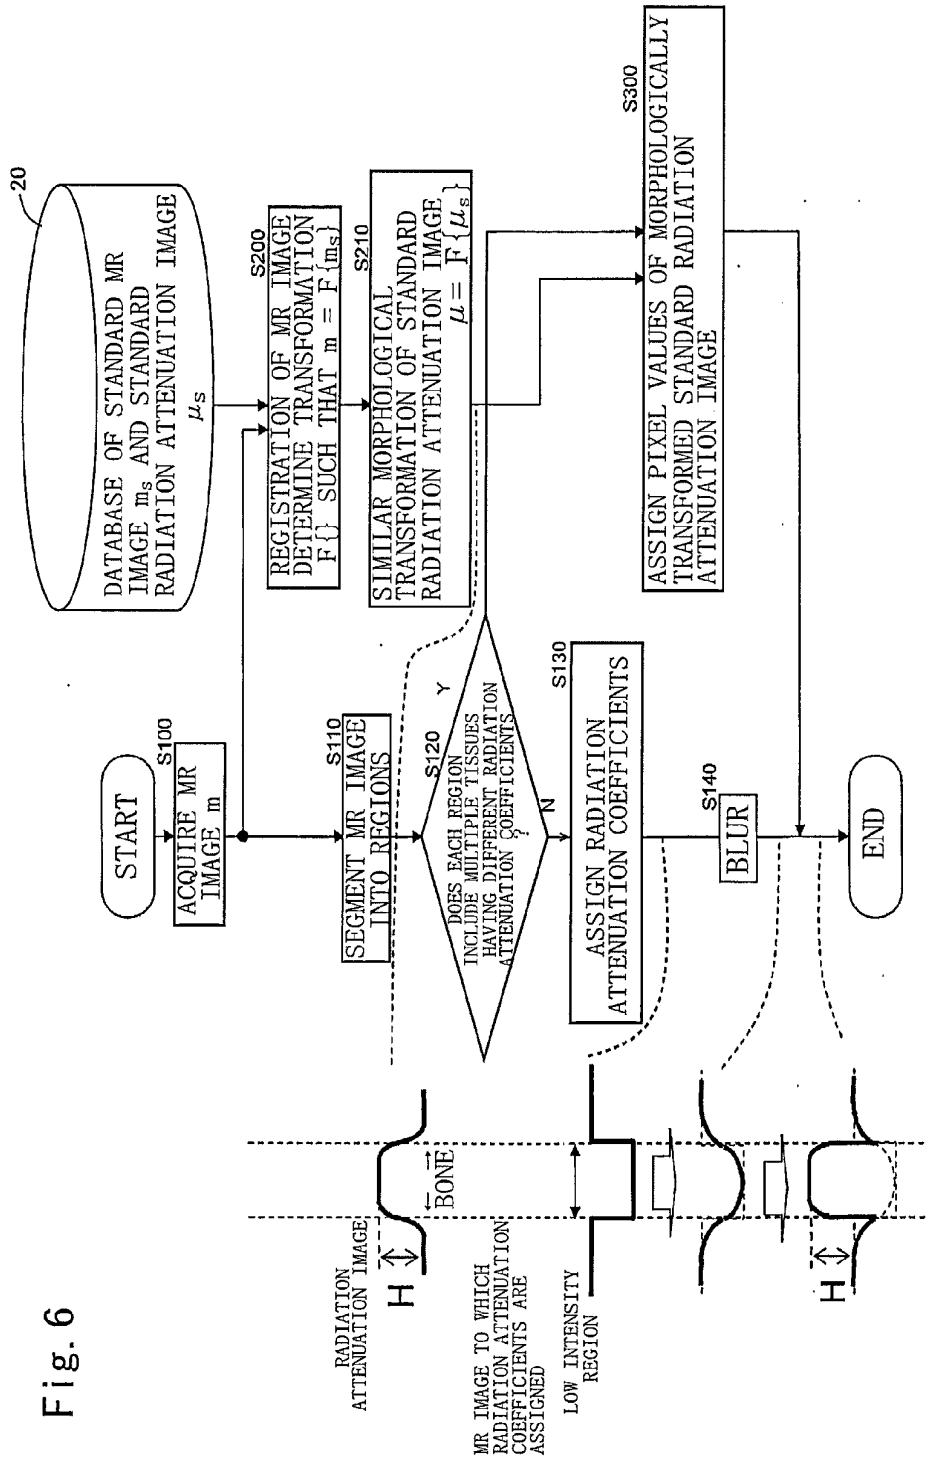 Fig. 6
START
S100
ACQUIRE MR
IMAGE m
20
DATABASE OF STANDARD MR
IMAGE ms AND STANDARD
RADIATION ATTENUATION IMAGE
μs
S200
REGISTRATION OF MR IMAGE
DETERMINE TRANSFORMATION
F{} SUCH THAT m = F{ms}
S110
SEGMENT MR IMAGE
INTO REGIONS
S210
SIMILAR MORPHOLOGICAL
TRANSFORMATION OF STANDARD
RADIATION ATTENUATION IMAGE
μ = F{μs}
S120
Y
DOES EACH REGION
INCLUDE MULTIPLE TISSUES
HAVING DIFFERENT RADIATION
ATTENUATION COEFFICIENTS
?
N
S130
ASSIGN RADIATION
ATTENUATION COEFFICIENTS
S300
ASSIGN PIXEL VALUES OF MORPHOLOGICALLY
TRANSFORMED STANDARD RADIATION
ATTENUATION IMAGE
S140
BLUR
END
RADIATION
ATTENUATION IMAGE
H
BONE
MR IMAGE TO WHICH
RADIATION ATTENUATION
COEFFICIENTS ARE
ASSIGNED
LOW INTENSITY
REGION
H